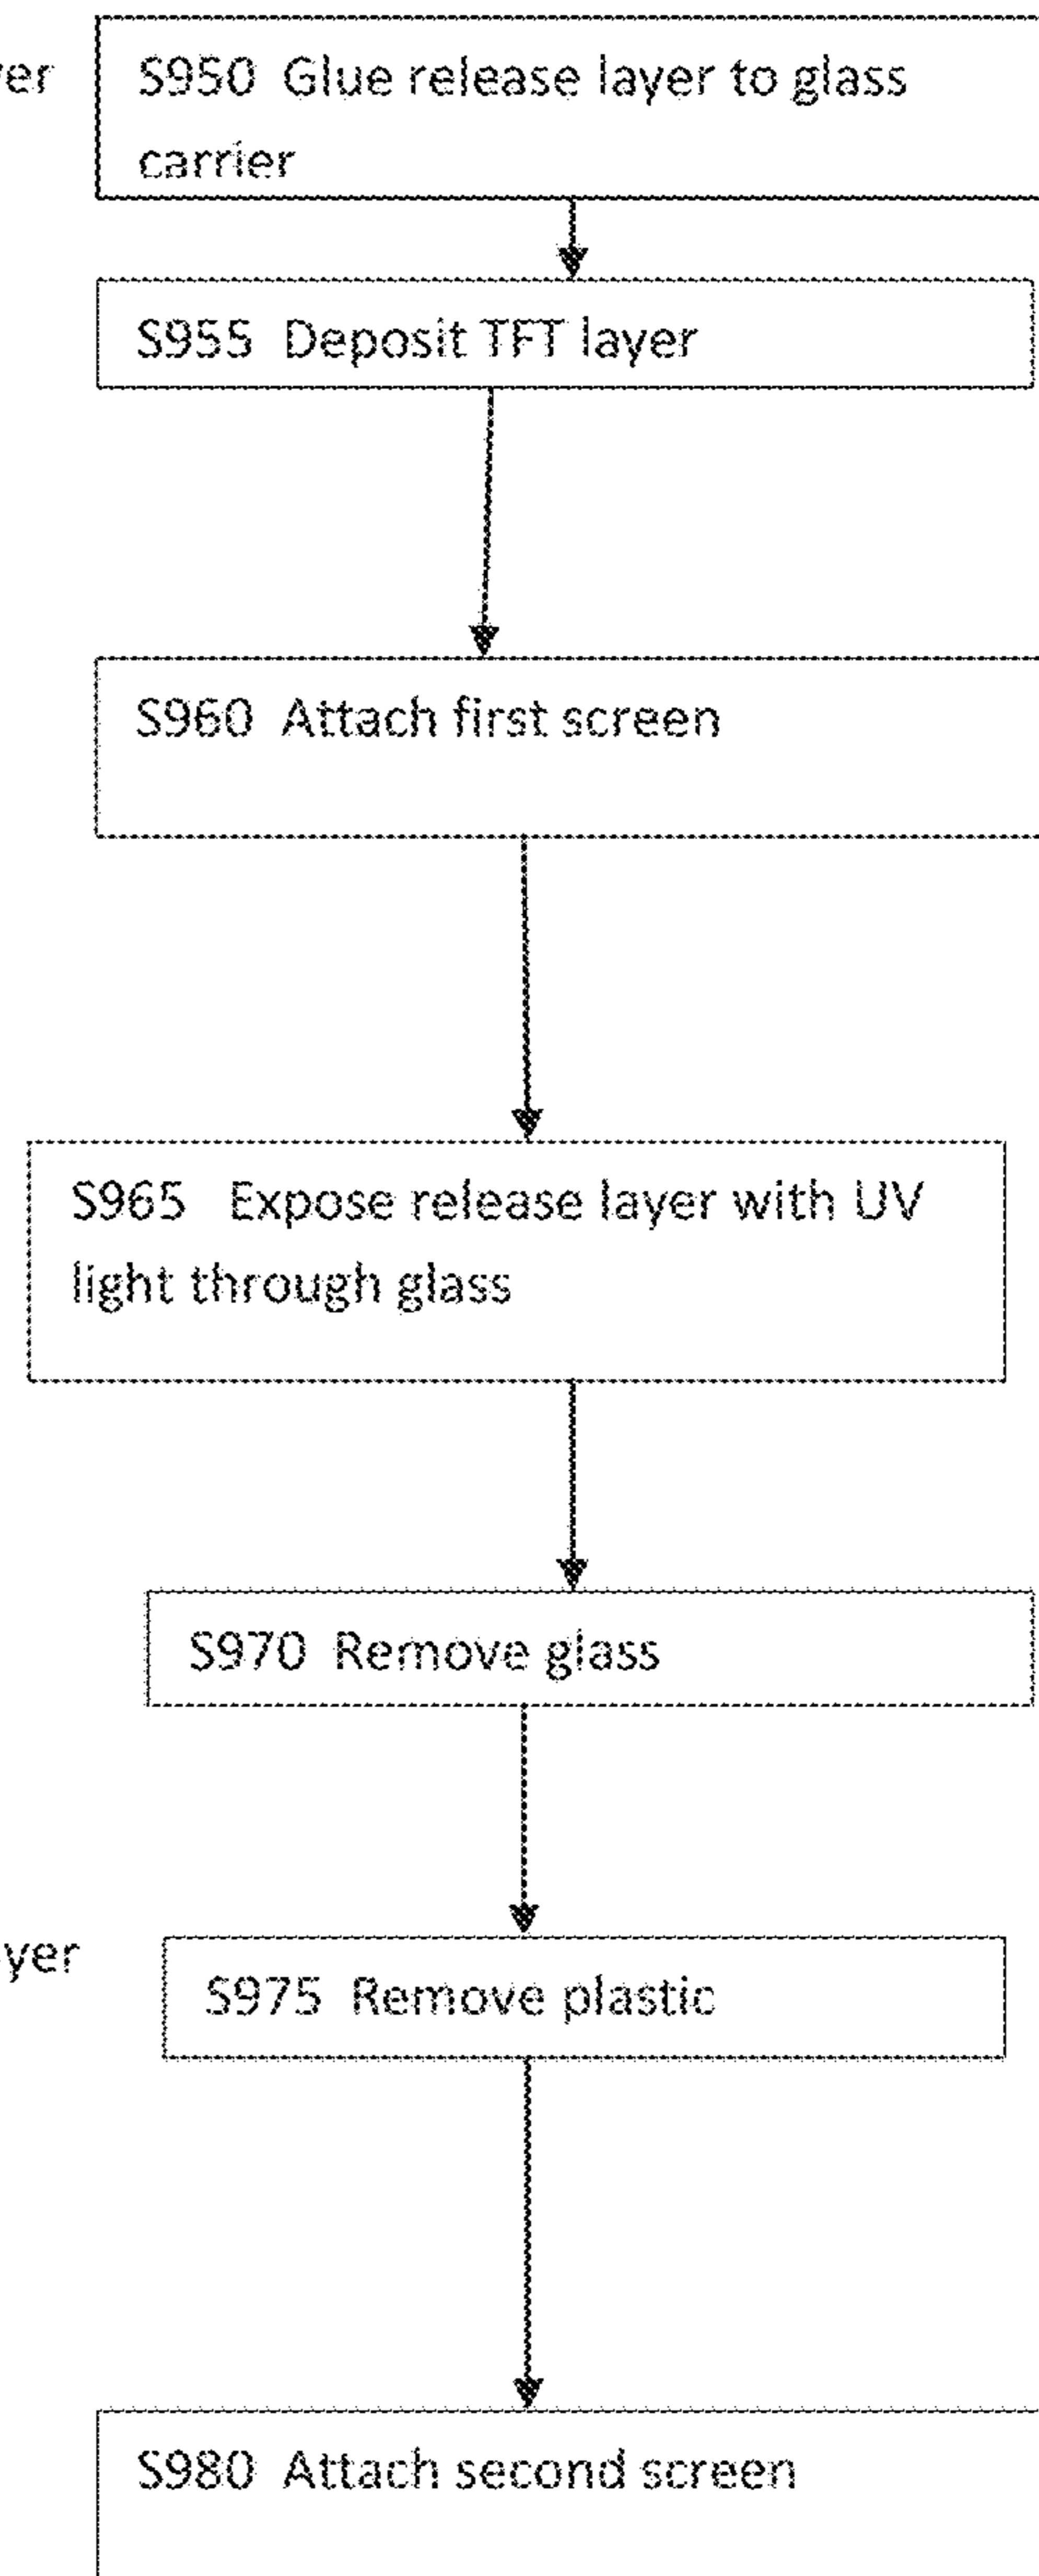 S950 Glue release layer to glass
carrier
S955 Deposit TFT layer
S960 Attach first screen
S965 Expose release layer with UV
light through glass
S970 Remove glass
S975 Remove plastic
S980 Attach second screen